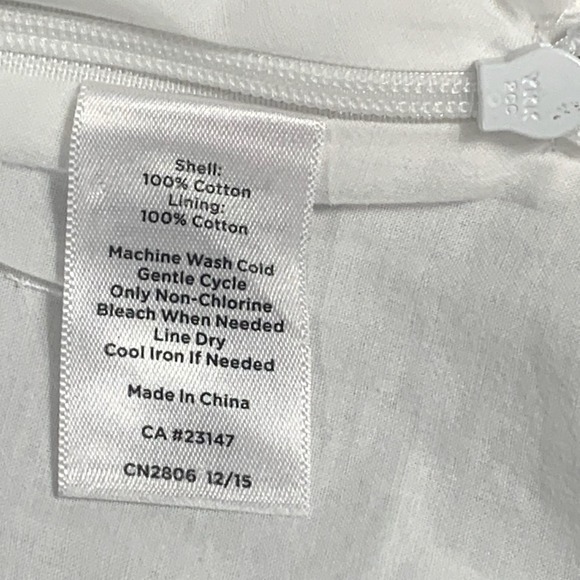 Shell:
100% Cotton
Lining:
100% Cotton
Machine Wash Cold
Gentle Cycle
Only Non-Chlorine
Bleach When Needed
Line Dry
Cool Iron If Needed
Made In China
CA #23147
CN2806 12/15
YKK